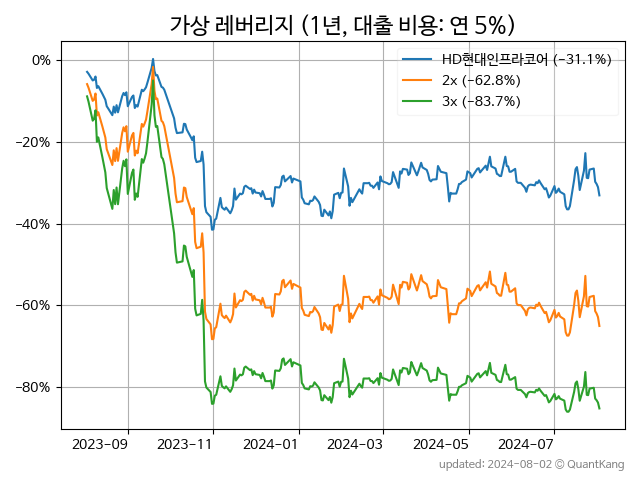 가상 레버리지 (1년, 대출 비용: 연 5%)
HD현대인프라코어 (−31.1%)
2x (−62.8%)
3x (−83.7%)
0%
−20%
−40%
−60%
−80%
2023-09 2023-11 2024-01 2024-03 2024-05 2024-07
updated: 2024-08-02 © QuantKang